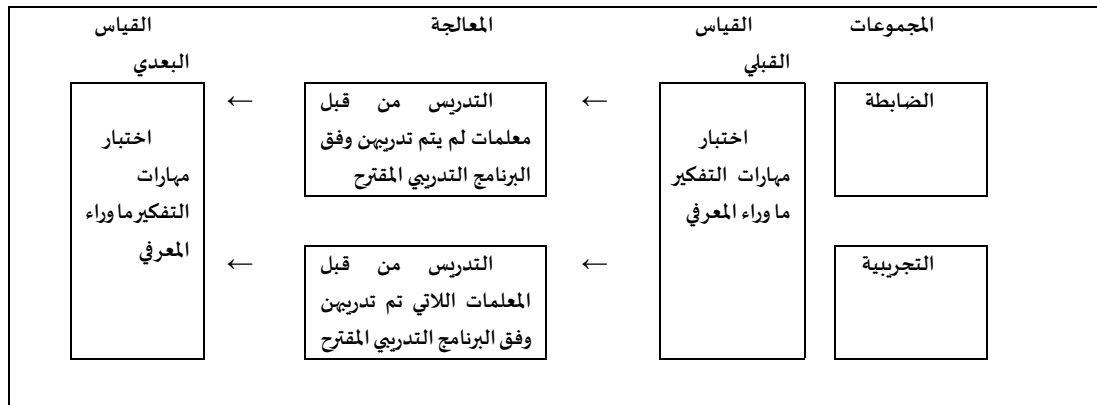 المجموعات
القياس
القبلي
المعالجة
القياس
البعدي
الضابطة
اختبار
مهارات التفكير
ما وراء المعرفي
←
التدريس من قبل
معلمات لم يتم تدريبهن وفق
البرنامج التدريبي المقترح
←
اختبار
مهارات
التفكير ما وراء
المعرفي
التجريبية
←
التدريس من قبل
المعلمات اللاتي تم تدريبهن
وفق البرنامج التدريبي المقترح
←